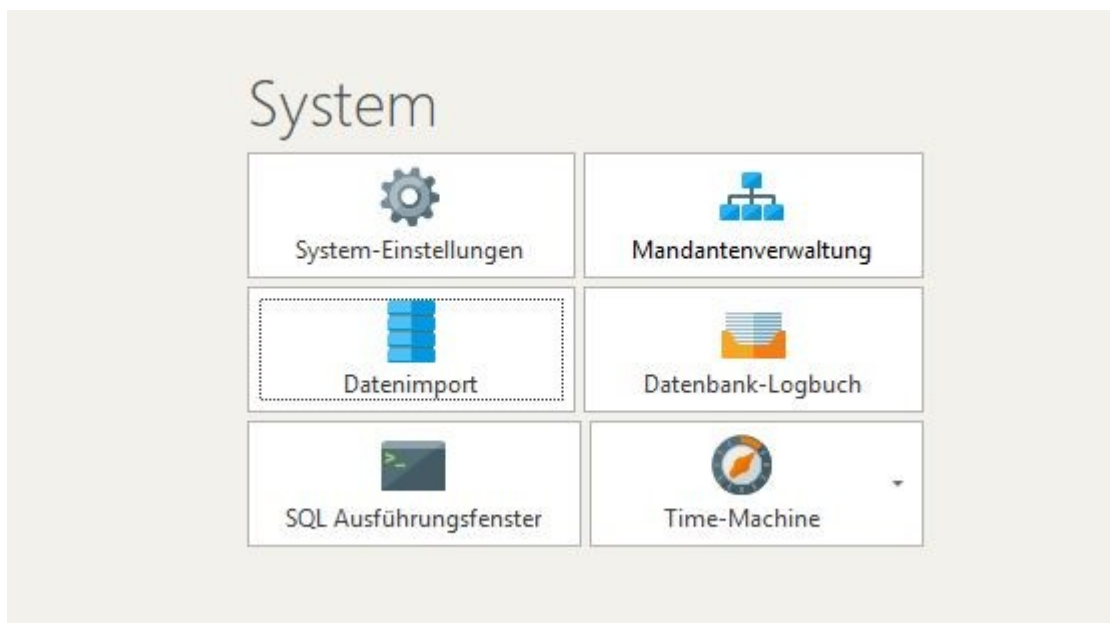 System
System-Einstellungen
Mandantenverwaltung
Datenimport
Datenbank-Logbuch
>_
SQL Ausführungsfenster
Time-Machine